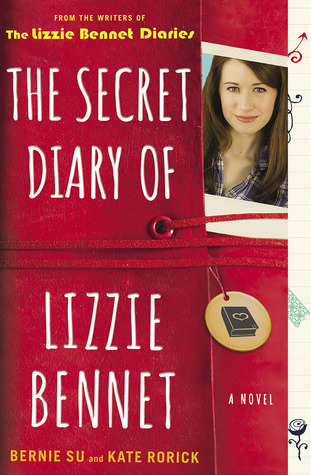 FROM THE WRITERS OF
The Lizzie Bennet Diaries
THE SECRET
DIARY OF
LIZZIE
BENNET
A NOVEL
BERNIE SU and KATE RORICK